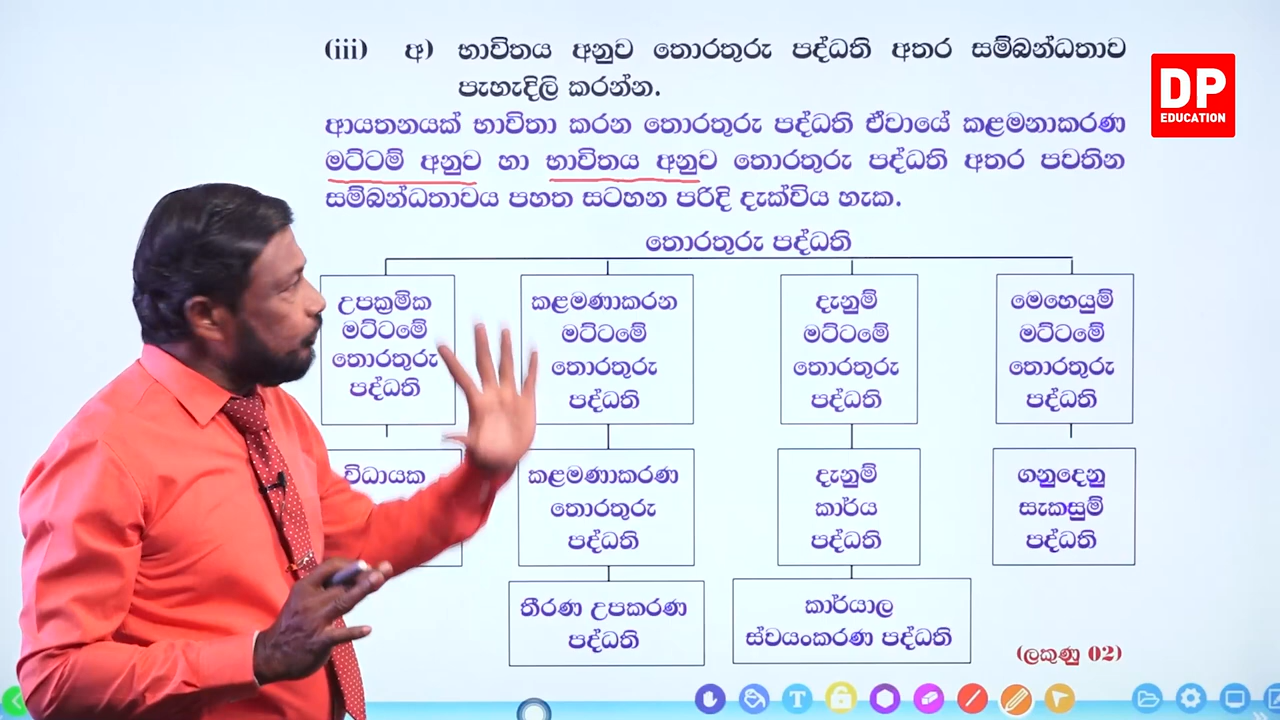 (iii) අ) භාවිතය අනුව තොරතුරු පද්ධති අතර සම්බන්ධතාව
පැහැදිලි කරන්න.
ආයතනයක් භාවිතා කරන තොරතුරු පද්ධති ඒවායේ කළමනාකරණ
මට්ටම් අනුව හා භාවිතය අනුව තොරතුරු පද්ධති අතර පවතින
සම්බන්ධතාවය පහත සටහන පරිදි දැක්විය හැක.
DP
EDUCATION
තොරතුරු පද්ධති
උපක්‍රමික
මට්ටමේ
තොරතුරු
පද්ධති
කළමණාකරන
මට්ටමේ
තොරතුරු
පද්ධති
දැනුම්
මට්ටමේ
තොරතුරු
පද්ධති
මෙහෙයුම්
මට්ටමේ
තොරතුරු
පද්ධති
විධායක
කළමණාකරණ
තොරතුරු
පද්ධති
දැනුම්
කාර්ය
පද්ධති
ගනුදෙනු
සැකසුම්
පද්ධති
තීරණ උපකරණ
පද්ධති
කාර්යාල
ස්වයංකරණ පද්ධති
(ලකුණු 02)
T